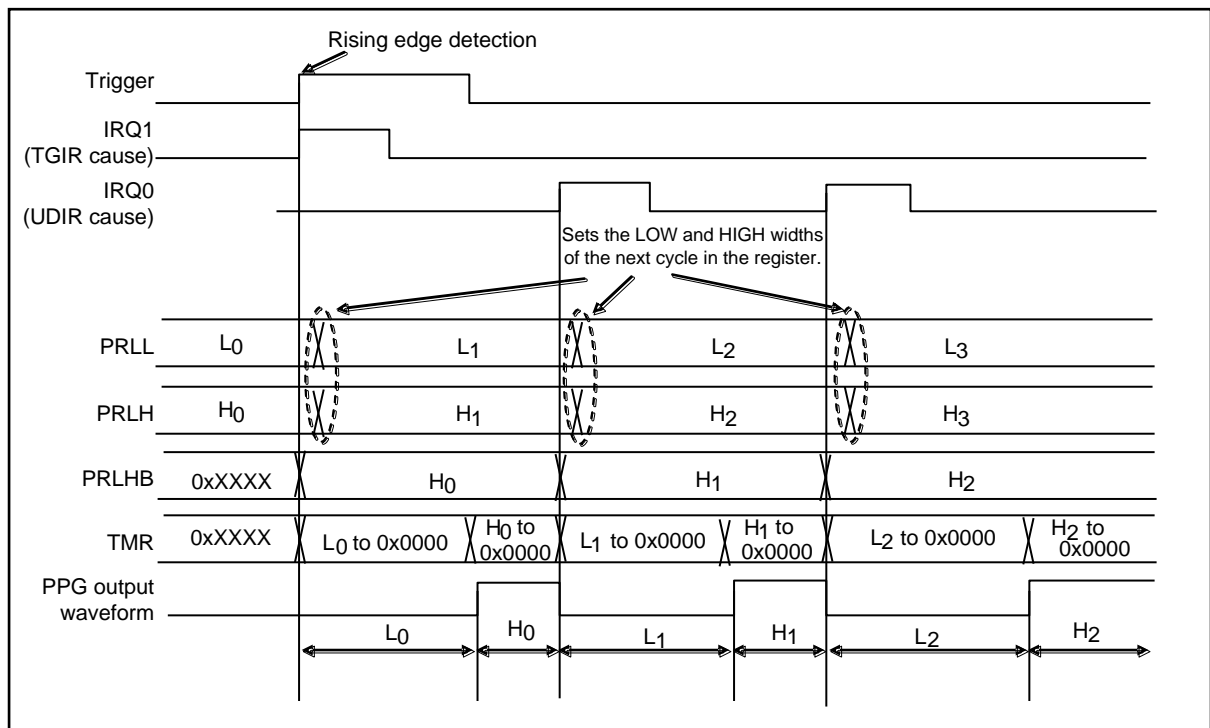 Rising edge detection
Trigger
IRQ1
(TGIR cause)
IRQ0
(UDIR cause)
Sets the LOW and HIGH widths
of the next cycle in the register.
PRLL L0 L1 L2 L3
PRLH H0 H1 H2 H3
PRLHB 0xXXXX H0 H1 H2
TMR 0xXXXX L0 to 0x0000 H0 to 0x0000 L1 to 0x0000 H1 to 0x0000 L2 to 0x0000 H2 to 0x0000
PPG output
waveform
L0 H0 L1 H1 L2 H2